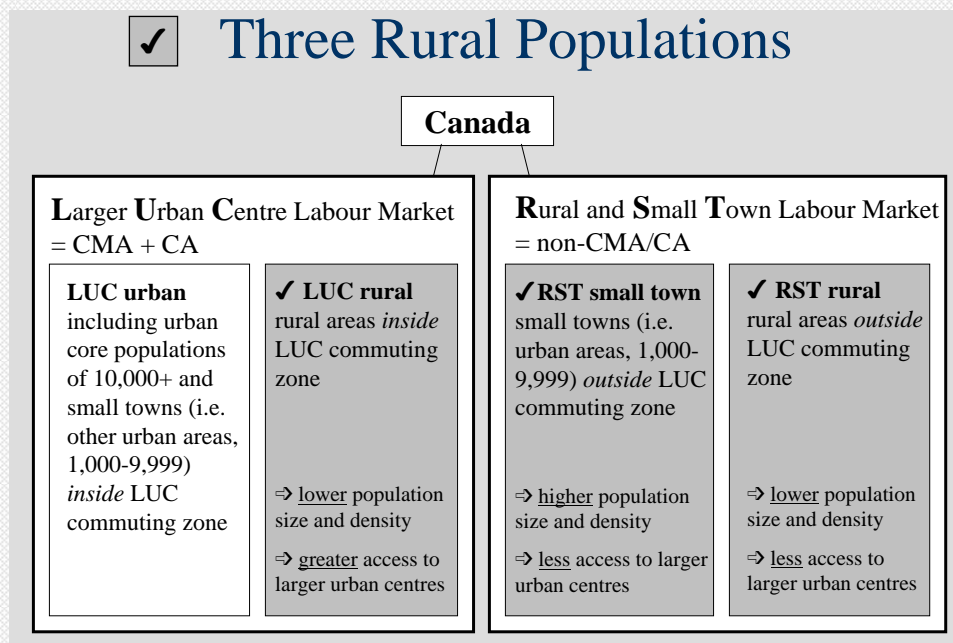 ✓ Three Rural Populations
Canada
Larger Urban Centre Labour Market
= CMA + CA
LUC urban
including urban
core populations
of 10,000+ and
small towns (i.e.
other urban areas,
1,000-9,999)
inside LUC
commuting zone
✓ LUC rural
rural areas inside
LUC commuting
zone
➩ lower population
size and density
➩ greater access to
larger urban centres
Rural and Small Town Labour Market
= non-CMA/CA
✓RST small town
small towns (i.e.
urban areas, 1,000-
9,999) outside LUC
commuting zone
➩ higher population
size and density
➩ less access to larger
urban centres
✓ RST rural
rural areas outside
LUC commuting
zone
➩ lower population
size and density
➩ less access to
larger urban centres